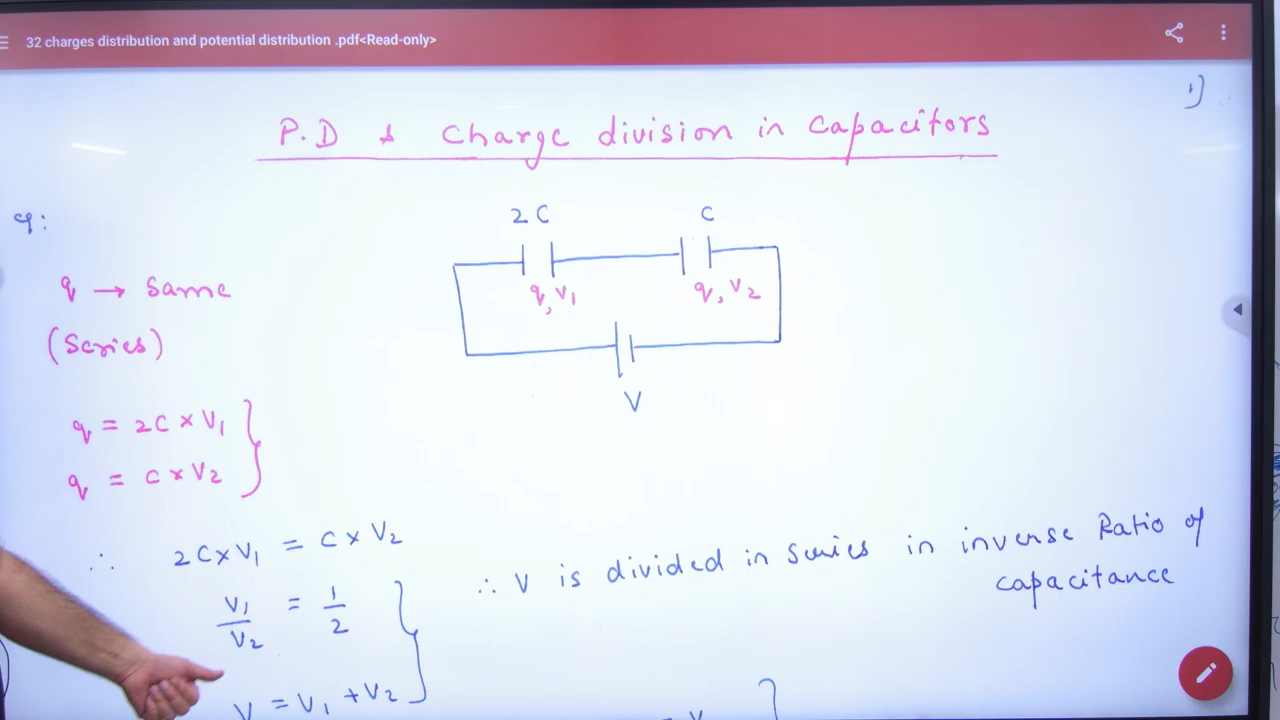 32 charges distribution and potential distribution .pdf<Read-only>
1)
P.D & Charge division in Capacitors
q:
2C C
q, V1 q, V2
V
q → Same
(Series)
q = 2C × V1
q = C × V2
∴ 2C×V1 = C × V2
V1/V2 = 1/2
V = V1 + V2
∴ V is divided in Series in inverse Ratio of
capacitance
V